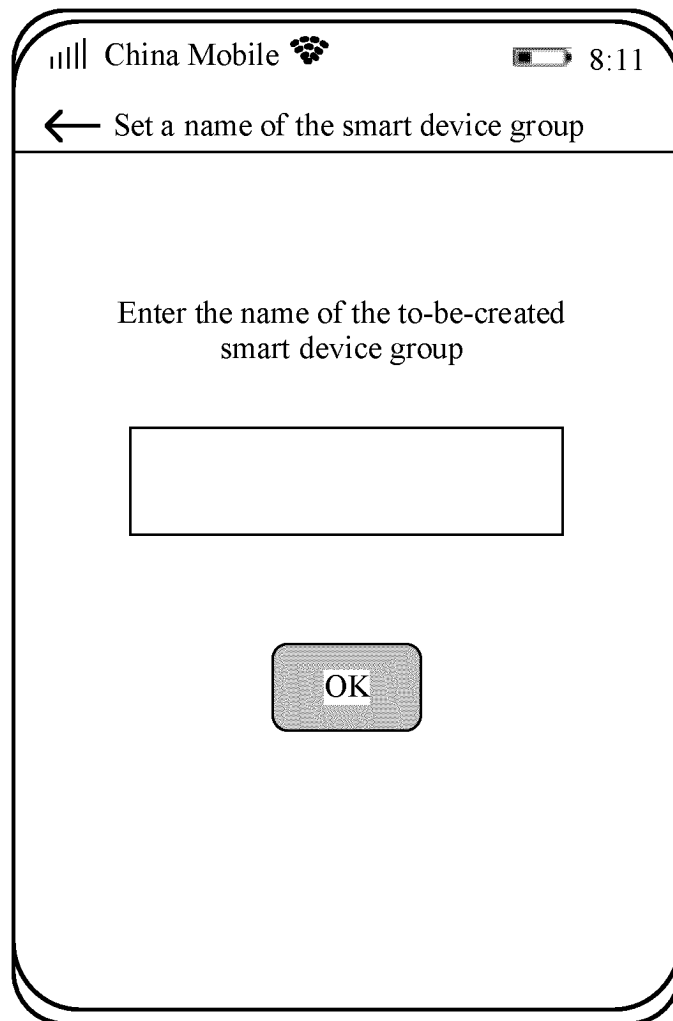 China Mobile 8:11
Set a name of the smart device group
Enter the name of the to-be-created
smart device group
OK